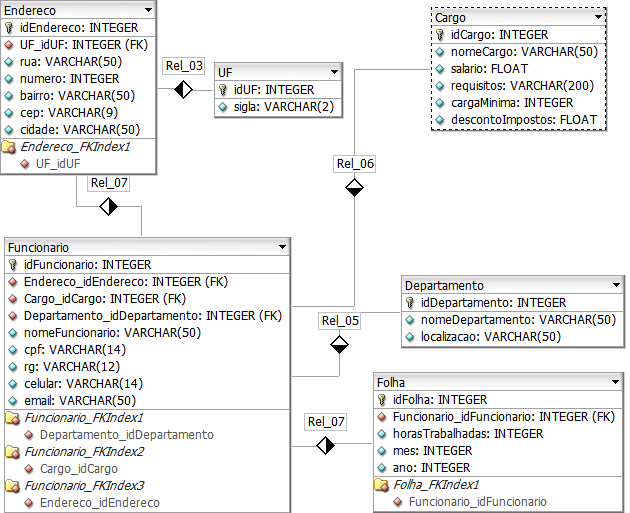 Endereco
idEndereco: INTEGER
UF_idUF: INTEGER (FK)
rua: VARCHAR(50)
numero: INTEGER
bairro: VARCHAR(50)
cep: VARCHAR(9)
cidade: VARCHAR(50)
Endereco_FKIndex1
UF_idUF
Rel_03
UF
idUF: INTEGER
sigla: VARCHAR(2)
Cargo
idCargo: INTEGER
nomeCargo: VARCHAR(50)
salario: FLOAT
requisitos: VARCHAR(200)
cargaMinima: INTEGER
descontoImpostos: FLOAT
Rel_06
Rel_07
Funcionario
idFuncionario: INTEGER
Endereco_idEndereco: INTEGER (FK)
Cargo_idCargo: INTEGER (FK)
Departamento_idDepartamento: INTEGER (FK)
nomeFuncionario: VARCHAR(50)
cpf: VARCHAR(14)
rg: VARCHAR(12)
celular: VARCHAR(14)
email: VARCHAR(50)
Funcionario_FKIndex1
Departamento_idDepartamento
Funcionario_FKIndex2
Cargo_idCargo
Funcionario_FKIndex3
Endereco_idEndereco
Rel_05
Departamento
idDepartamento: INTEGER
nomeDepartamento: VARCHAR(50)
localizacao: VARCHAR(50)
Rel_07
Folha
idFolha: INTEGER
Funcionario_idFuncionario: INTEGER (FK)
horasTrabalhadas: INTEGER
mes: INTEGER
ano: INTEGER
Folha_FKIndex1
Funcionario_idFuncionario